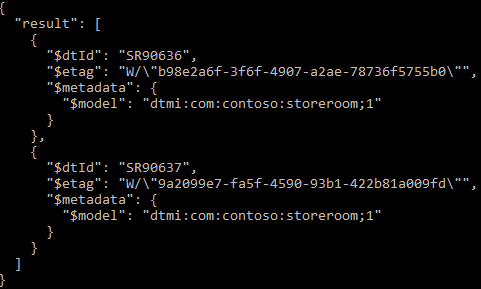 {
  "result": [
    {
      "$dtId": "SR90636",
      "$etag": "W/\"b98e2a6f-3f6f-4907-a2ae-78736f5755b0\"",
      "$metadata": {
        "$model": "dtmi:com:contoso:storeroom;1"
      }
    },
    {
      "$dtId": "SR90637",
      "$etag": "W/\"9a2099e7-fa5f-4590-93b1-422b81a009fd\"",
      "$metadata": {
        "$model": "dtmi:com:contoso:storeroom;1"
      }
    }
  ]
}